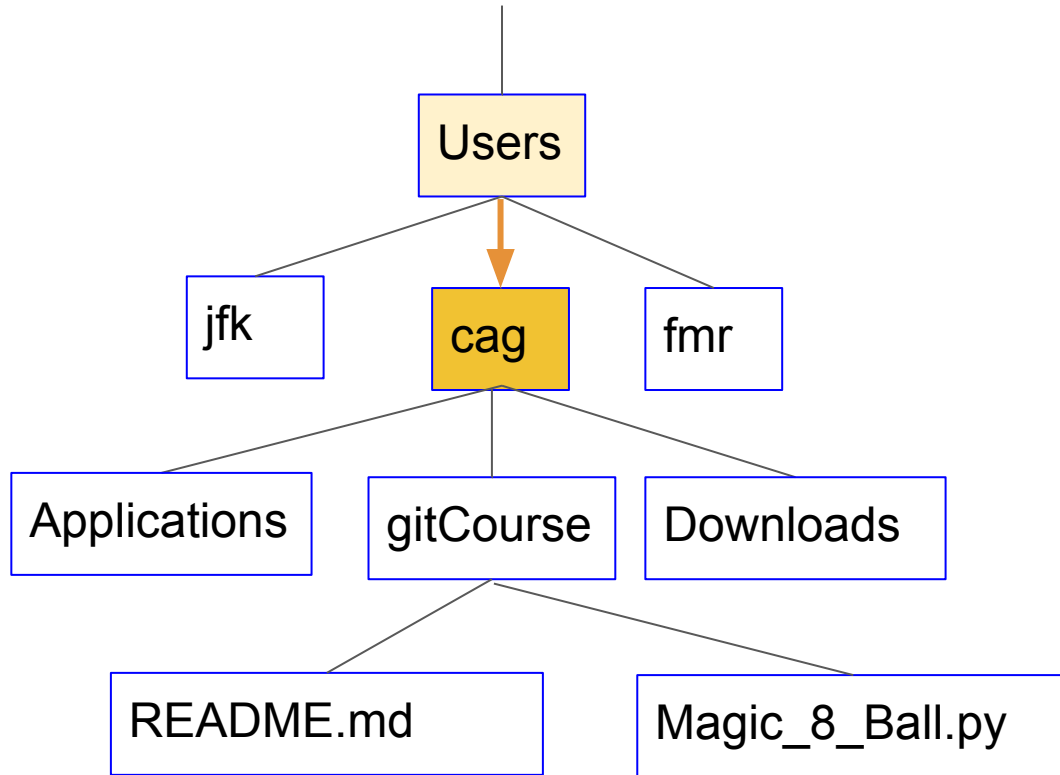 Users
jfk
cag
fmr
Applications
gitCourse
Downloads
README.md
Magic_8_Ball.py